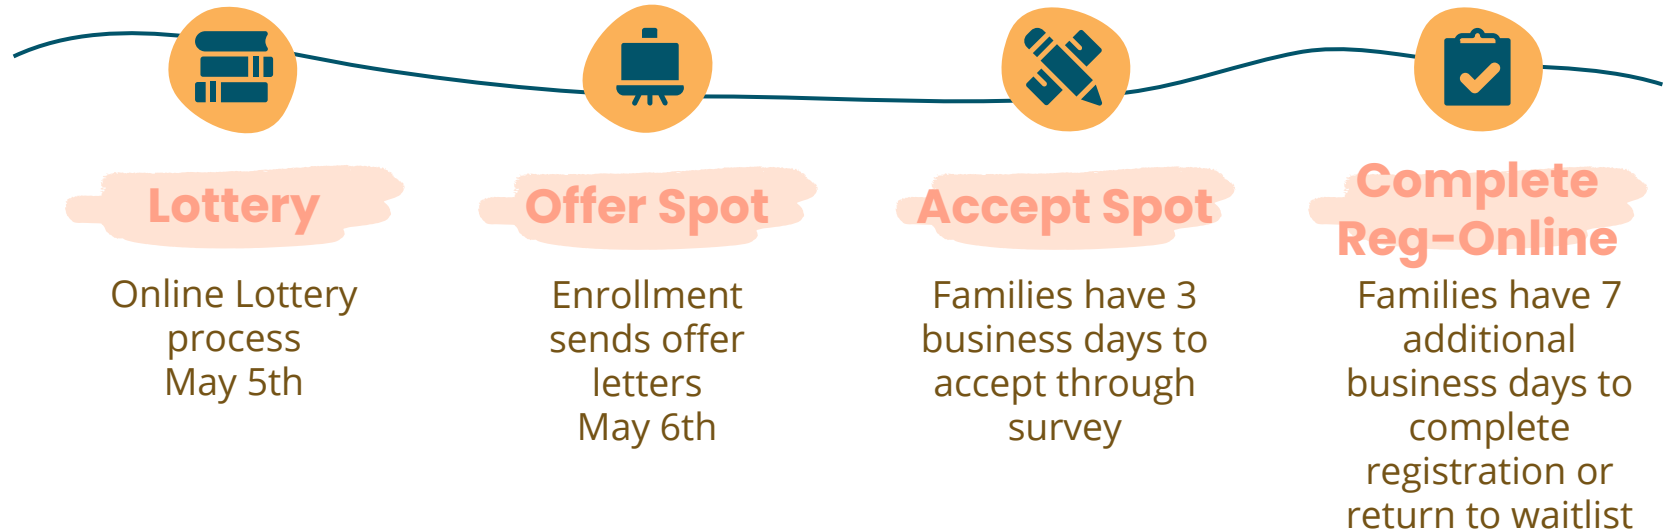 Lottery
Online Lottery
process
May 5th
Offer Spot
Enrollment
sends offer
letters
May 6th
Accept Spot
Families have 3
business days to
accept through
survey
Complete
Reg-Online
Families have 7
additional
business days to
complete
registration or
return to waitlist